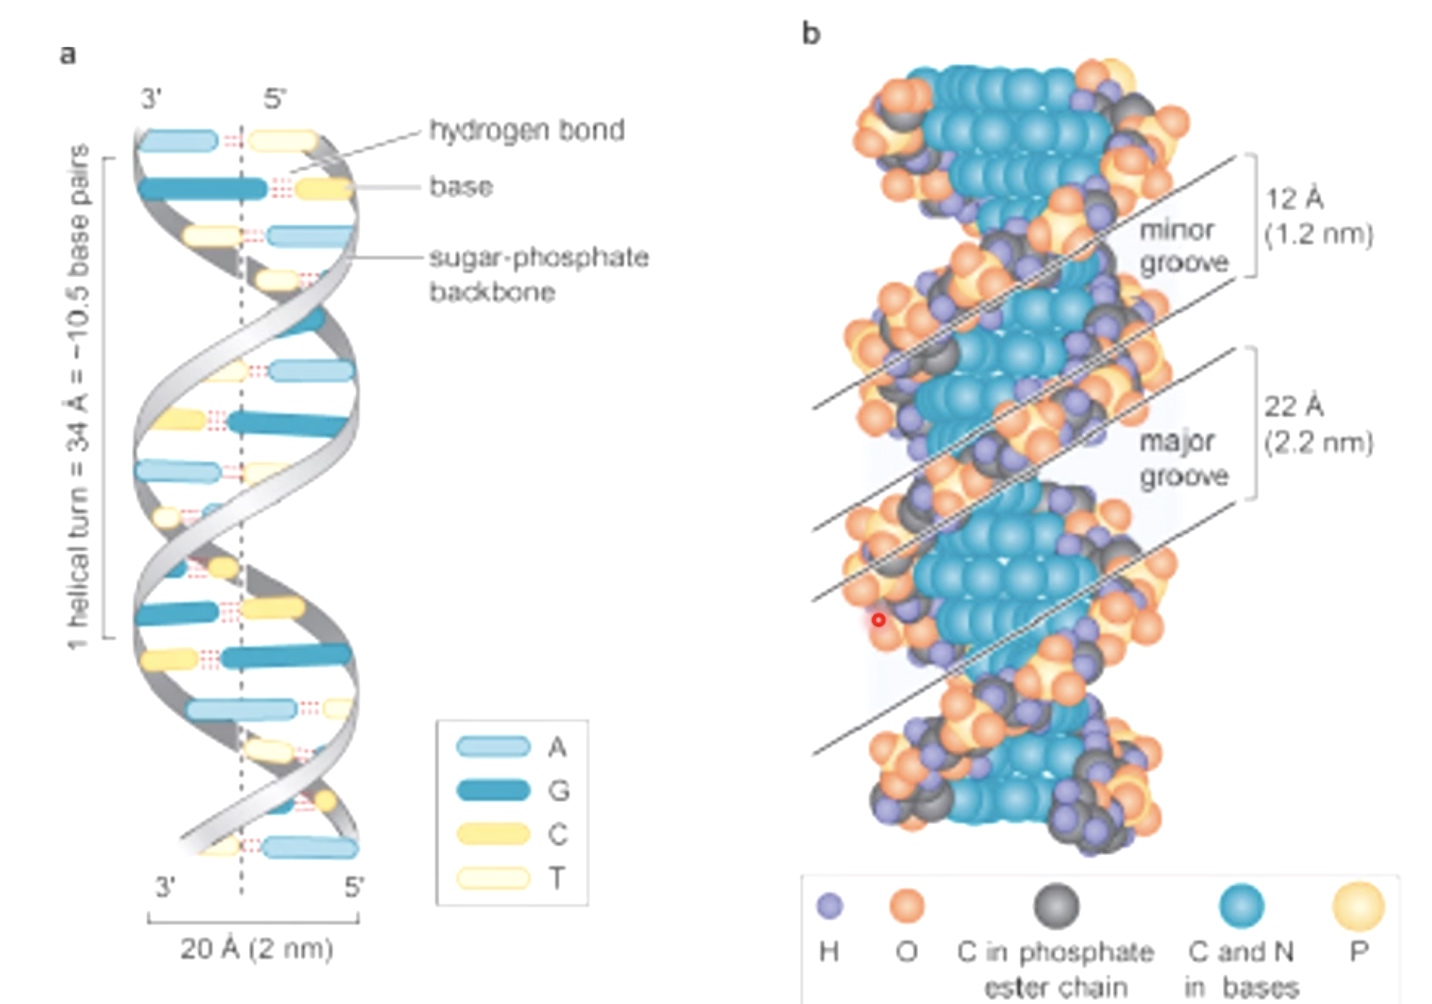 a
3' 5'
hydrogen bond
base
sugar-phosphate
backbone
1 helical turn = 34 Å = ~10.5 base pairs
A
G
C
T
3' 5'
20 Å (2 nm)
b
12 Å
(1.2 nm)
minor
groove
22 Å
(2.2 nm)
major
groove
H
O
C in phosphate
ester chain
C and N
in bases
P